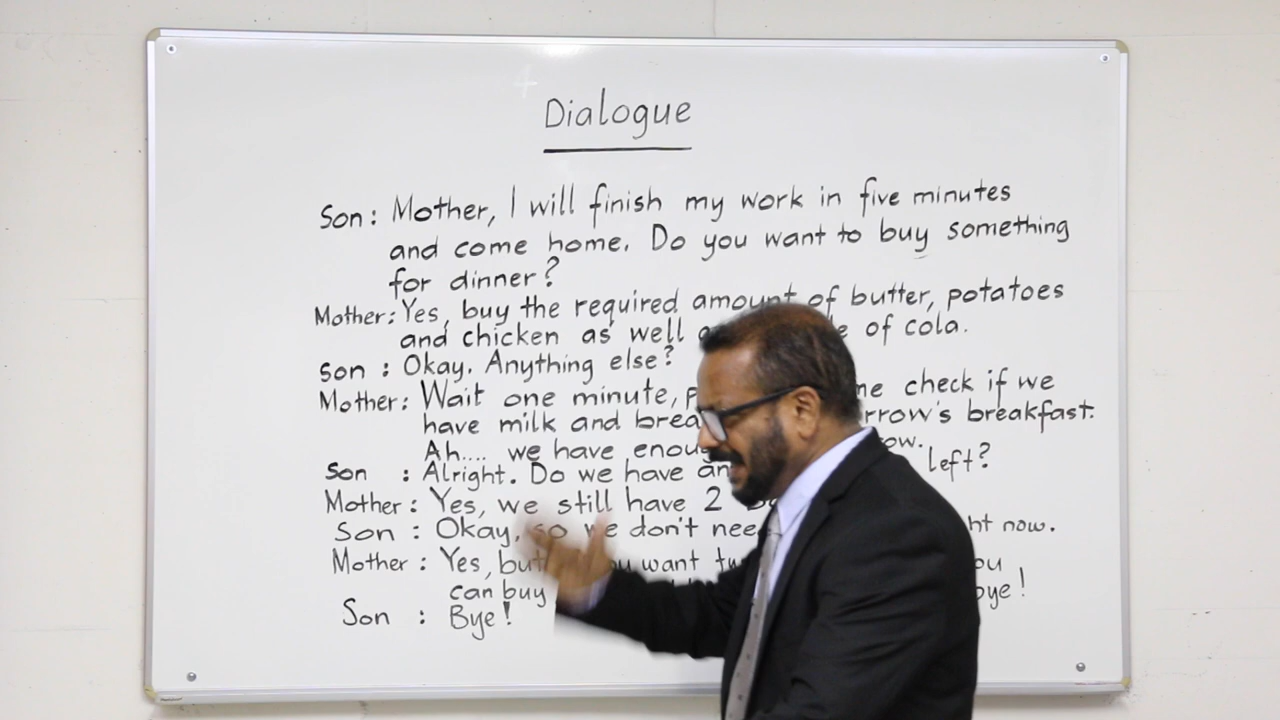 Dialogue
Son: Mother, I will finish my work in five minutes
and come home. Do you want to buy something
for dinner?
Mother: Yes, buy the required amount of butter, potatoes
and chicken as well of cola.
Son : Okay. Anything else?
Mother: Wait one minute, check if we
have milk and breakfast.
Ah.... we have
Son : Alright. Do we have left?
Mother: Yes, we still have 2
Son : Okay, so we don't now.
Mother: Yes, but want
can buy
Son : Bye!